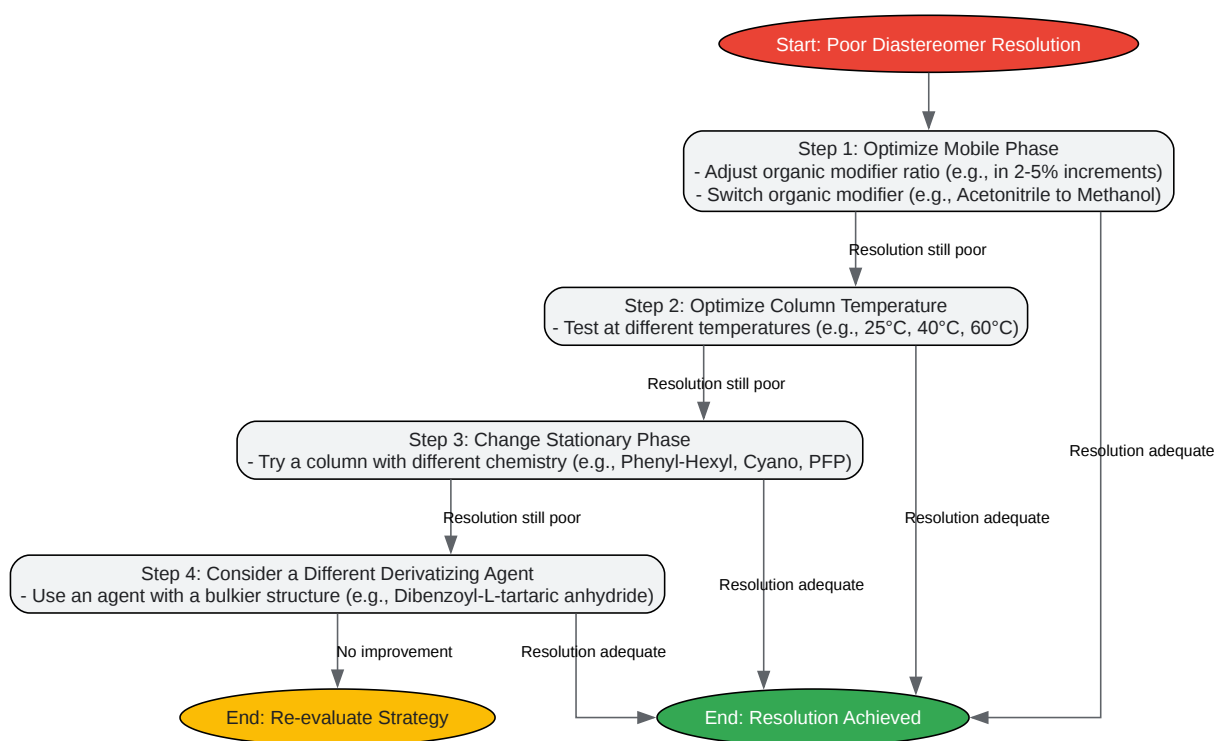 Start: Poor Diastereomer Resolution
Step 1: Optimize Mobile Phase
- Adjust organic modifier ratio (e.g., in 2-5% increments)
- Switch organic modifier (e.g., Acetonitrile to Methanol)
Resolution still poor
Step 2: Optimize Column Temperature
- Test at different temperatures (e.g., 25°C, 40°C, 60°C)
Resolution still poor
Step 3: Change Stationary Phase
- Try a column with different chemistry (e.g., Phenyl-Hexyl, Cyano, PFP)
Resolution adequate
Resolution still poor
Resolution adequate
Step 4: Consider a Different Derivatizing Agent
- Use an agent with a bulkier structure (e.g., Dibenzoyl-L-tartaric anhydride)
Resolution adequate
No improvement
Resolution adequate
End: Re-evaluate Strategy
End: Resolution Achieved